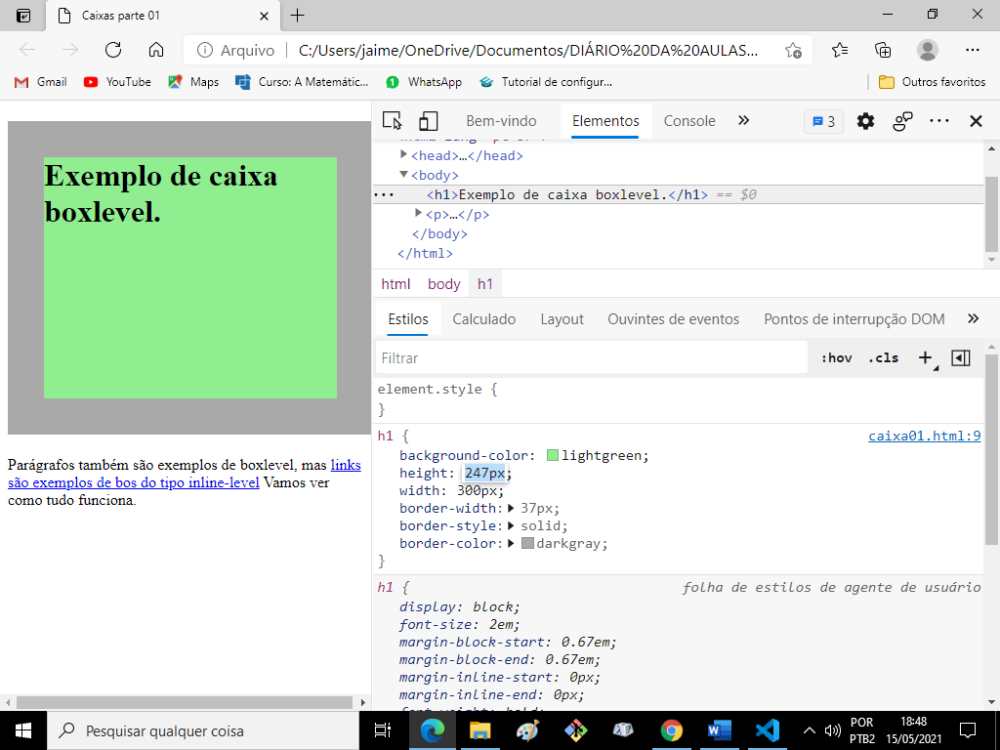 Caixas parte 01
Arquivo
C:/Users/jaime/OneDrive/Documentos/DIÁRIO%20DA%20AULAS...
Gmail
YouTube
Maps
Curso: A Matemátic...
WhatsApp
Tutorial de configur...
Outros favoritos
Exemplo de caixa
boxlevel.
Parágrafos também são exemplos de boxlevel, mas links
são exemplos de bos do tipo inline-level Vamos ver
como tudo funciona.
Bem-vindo
Elementos
Console
3
<head>…</head>
<body>
<h1>Exemplo de caixa boxlevel.</h1> == $0
<p>…</p>
</body>
</html>
html body h1
Estilos
Calculado
Layout
Ouvintes de eventos
Pontos de interrupção DOM
Filtrar
:hov .cls
element.style {
}
h1 { caixa01.html:9
background-color: lightgreen;
height: 247px;
width: 300px;
border-width: 37px;
border-style: solid;
border-color: darkgray;
}
h1 { folha de estilos de agente de usuário
display: block;
font-size: 2em;
margin-block-start: 0.67em;
margin-block-end: 0.67em;
margin-inline-start: 0px;
margin-inline-end: 0px;
Pesquisar qualquer coisa
POR
PTB2
18:48
15/05/2021